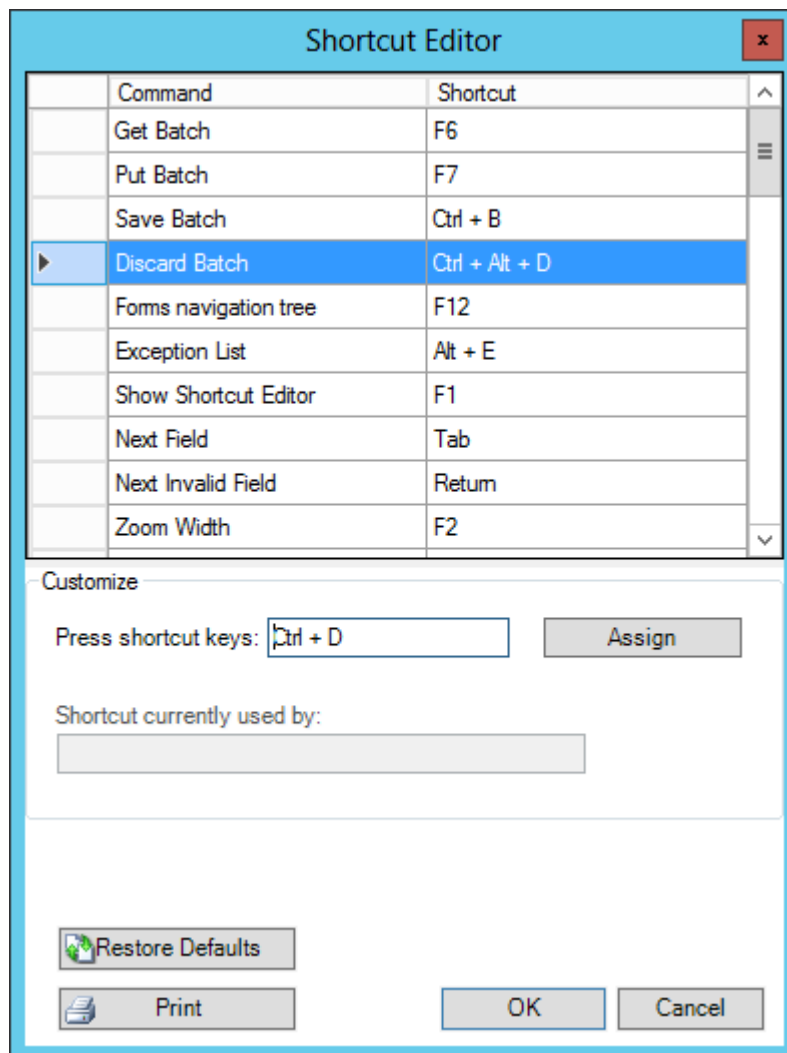 Shortcut Editor
x
Command Shortcut
Get Batch F6
Put Batch F7
Save Batch Ctrl + B
Discard Batch Ctrl + Alt + D
Forms navigation tree F12
Exception List Alt + E
Show Shortcut Editor F1
Next Field Tab
Next Invalid Field Return
Zoom Width F2
Customize
Press shortcut keys: Ctrl + D Assign
Shortcut currently used by:
Restore Defaults
Print OK Cancel